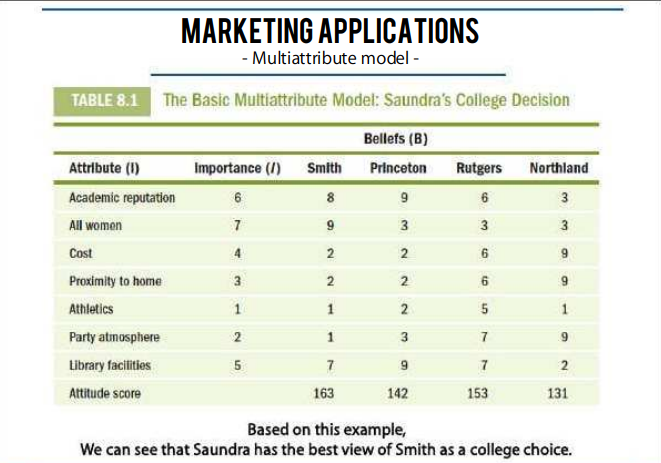 MARKETING APPLICATIONS
- Multiattribute model -
TABLE 8.1 The Basic Multiattribute Model: Saundra's College Decision
Beliefs (B)
Attribute (I) Importance (I) Smith Princeton Rutgers Northland
Academic reputation 6 8 9 6 3
All women 7 9 3 3 3
Cost 4 2 2 6 9
Proximity to home 3 2 2 6 9
Athletics 1 1 2 5 1
Party atmosphere 2 1 3 7 9
Library facilities 5 7 9 7 2
Attitude score 163 142 153 131
Based on this example,
We can see that Saundra has the best view of Smith as a college choice.